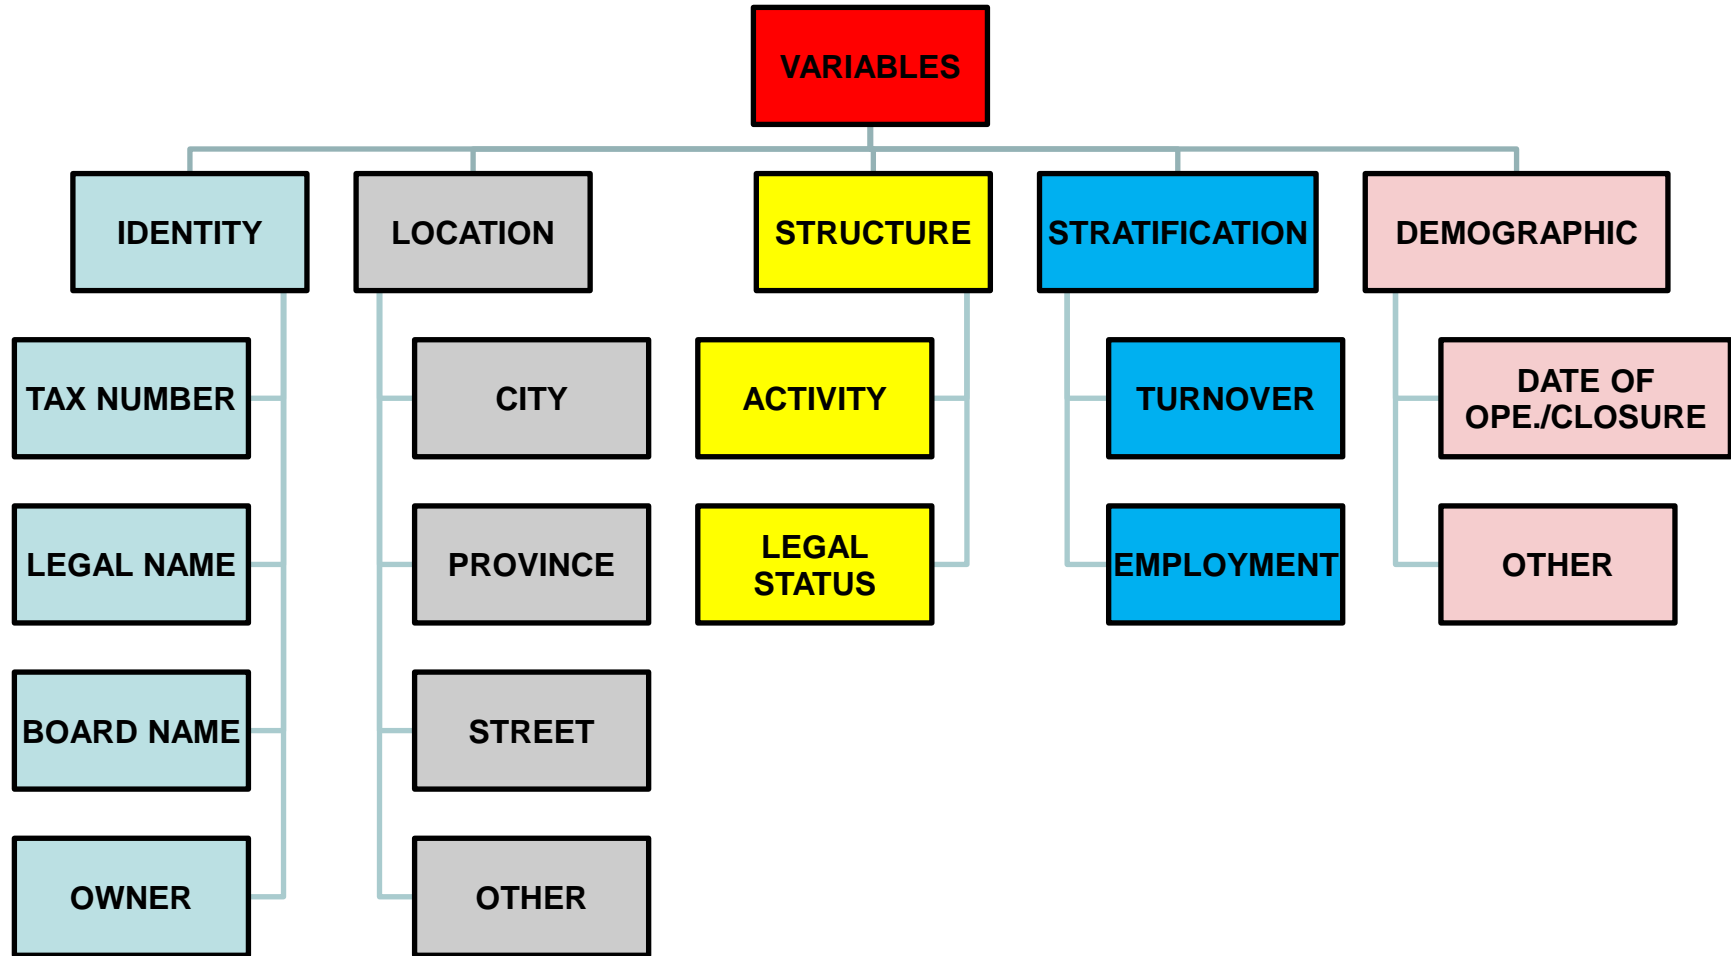 VARIABLES
IDENTITY
LOCATION
STRUCTURE
STRATIFICATION
DEMOGRAPHIC
TAX NUMBER
CITY
ACTIVITY
TURNOVER
DATE OF
OPE./CLOSURE
LEGAL NAME
PROVINCE
LEGAL
STATUS
EMPLOYMENT
OTHER
BOARD NAME
STREET
OWNER
OTHER